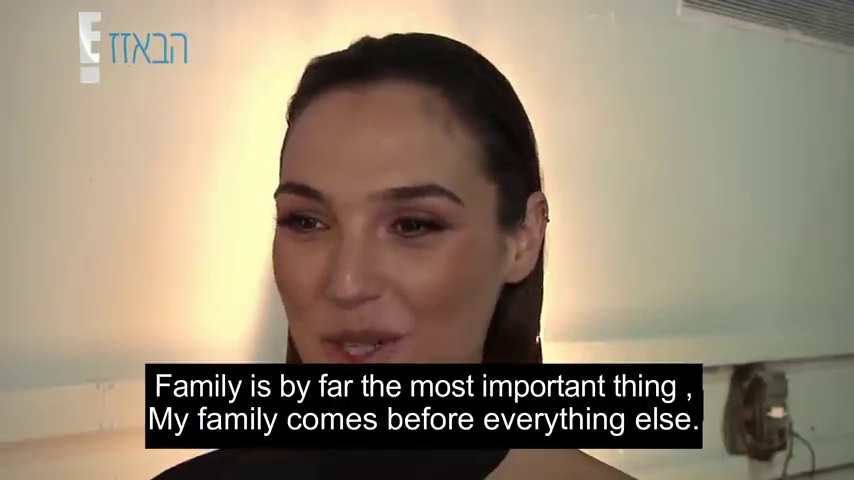 E! הבאזז
Family is by far the most important thing ,
My family comes before everything else.